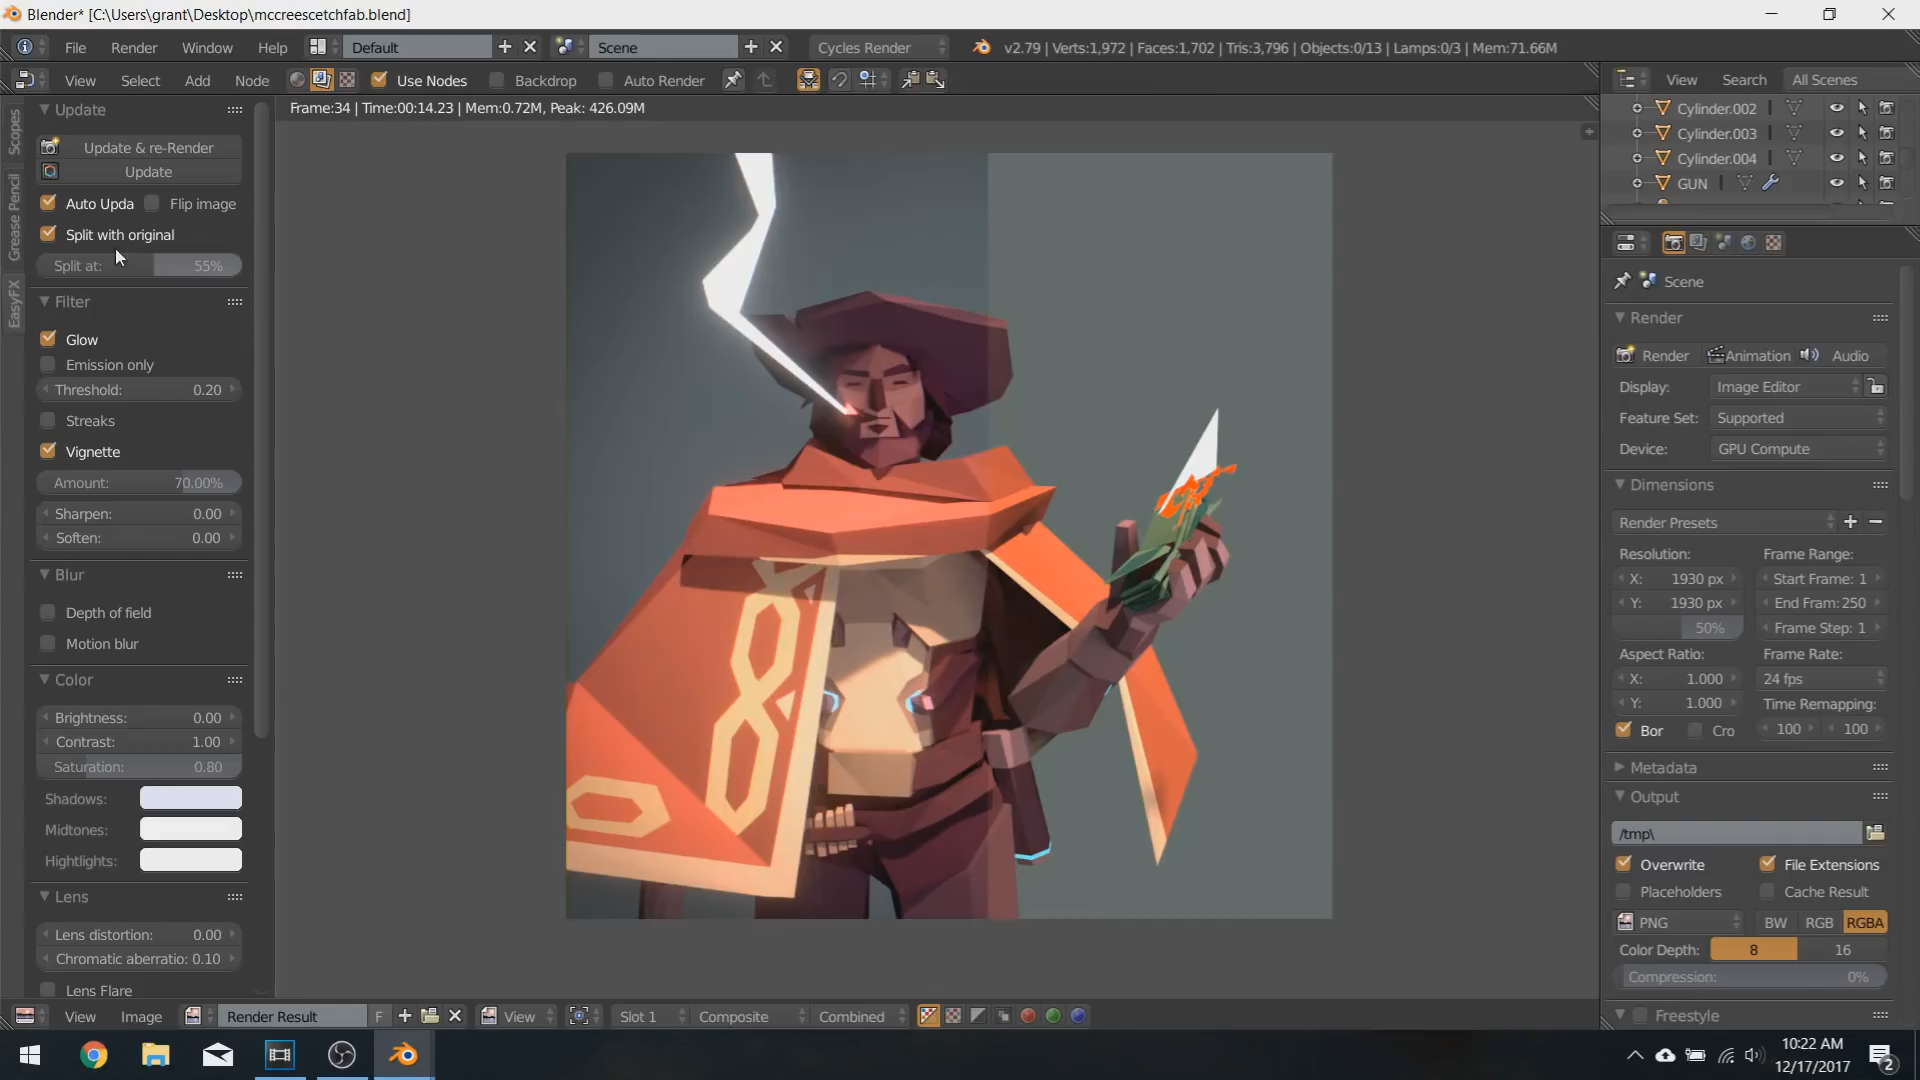 Blender* [C:\Users\grant\Desktop\mccreescetchfab.blend]
File Render Window Help Default Scene Cycles Render v2.79 | Verts:1,972 | Faces:1,702 | Tris:3,796 | Objects:0/13 | Lamps:0/3 | Mem:71.66M
View Select Add Node Use Nodes Backdrop Auto Render View Search All Scenes
Frame:34 | Time:00:14.23 | Mem:0.72M, Peak: 426.09M
Scopes
Grease Pencil
EasyFX
Update
Update & re-Render
Update
Auto Upda Flip image
Split with original
Split at: 55%
Filter
Glow
Emission only
Threshold: 0.20
Streaks
Vignette
Amount: 70.00%
Sharpen: 0.00
Soften: 0.00
Blur
Depth of field
Motion blur
Color
Brightness: 0.00
Contrast: 1.00
Saturation: 0.80
Shadows:
Midtones:
Hightlights:
Lens
Lens distortion: 0.00
Chromatic aberratio: 0.10
Lens Flare
Cylinder.002
Cylinder.003
Cylinder.004
GUN
Scene
Render
Render Animation Audio
Display: Image Editor
Feature Set: Supported
Device: GPU Compute
Dimensions
Render Presets
Resolution: Frame Range:
X: 1930 px Start Frame: 1
Y: 1930 px End Fram: 250
50% Frame Step: 1
Aspect Ratio: Frame Rate:
X: 1.000 24 fps
Y: 1.000 Time Remapping:
Bor Cro 100 100
Metadata
Output
/tmp\
Overwrite File Extensions
Placeholders Cache Result
PNG BW RGB RGBA
Color Depth: 8 16
Compression: 0%
Freestyle
View Image Render Result F View Slot 1 Composite Combined
10:22 AM
12/17/2017
2